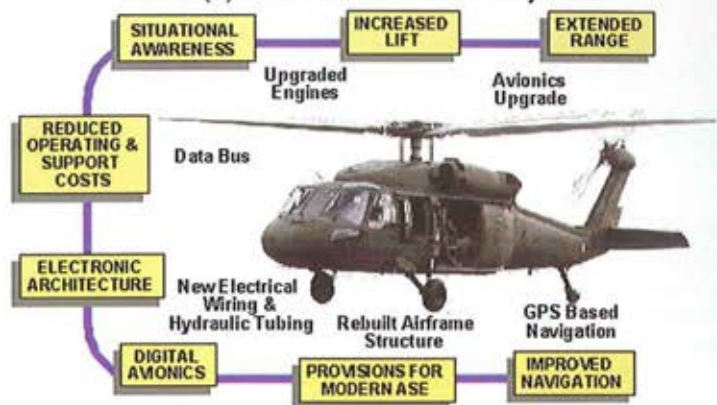 SITUATIONAL
AWARENESS
INCREASED
LIFT
EXTENDED
RANGE
Upgraded
Engines
Avionics
Upgrade
REDUCED
OPERATING &
SUPPORT
COSTS
Data Bus
ELECTRONIC
ARCHITECTURE
New Electrical
Wiring &
Hydraulic Tubing
Rebuilt Airframe
Structure
GPS Based
Navigation
DIGITAL
AVIONICS
PROVISIONS FOR
MODERN ASE
IMPROVED
NAVIGATION